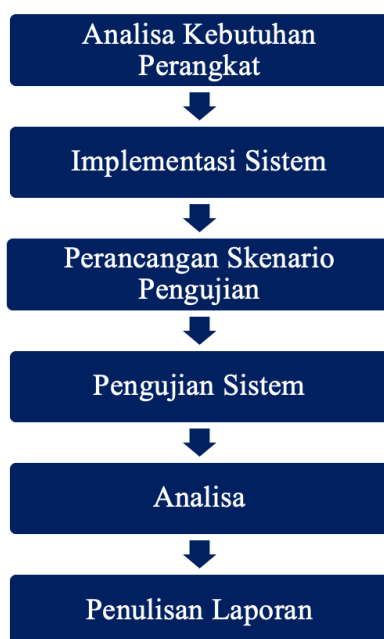 Analisa Kebutuhan
Perangkat
Implementasi Sistem
Perancangan Skenario
Pengujian
Pengujian Sistem
Analisa
Penulisan Laporan